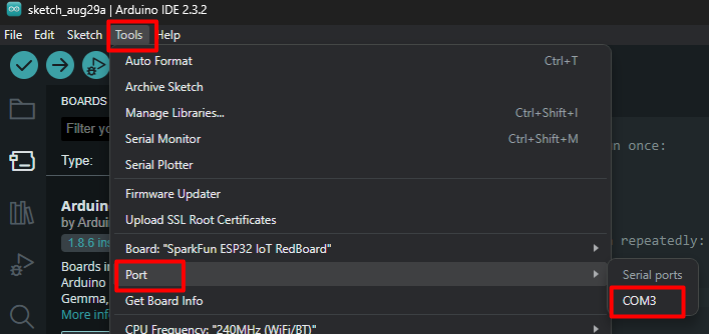 sketch_aug29a | Arduino IDE 2.3.2
File Edit Sketch Tools Help
Auto Format Ctrl+T
Archive Sketch
Manage Libraries... Ctrl+Shift+I
Serial Monitor Ctrl+Shift+M
Serial Plotter
Firmware Updater
Upload SSL Root Certificates
Board: "SparkFun ESP32 IoT RedBoard"
Port
Get Board Info
CPU Frequency: "240MHz (WiFi/BT)"
Serial ports
COM3
BOARDS
Filter yo
Type:
Arduin
by Ardui
1.8.6 ins
Boards in
Arduino
Gemma,
More info
n once:
repeatedly: